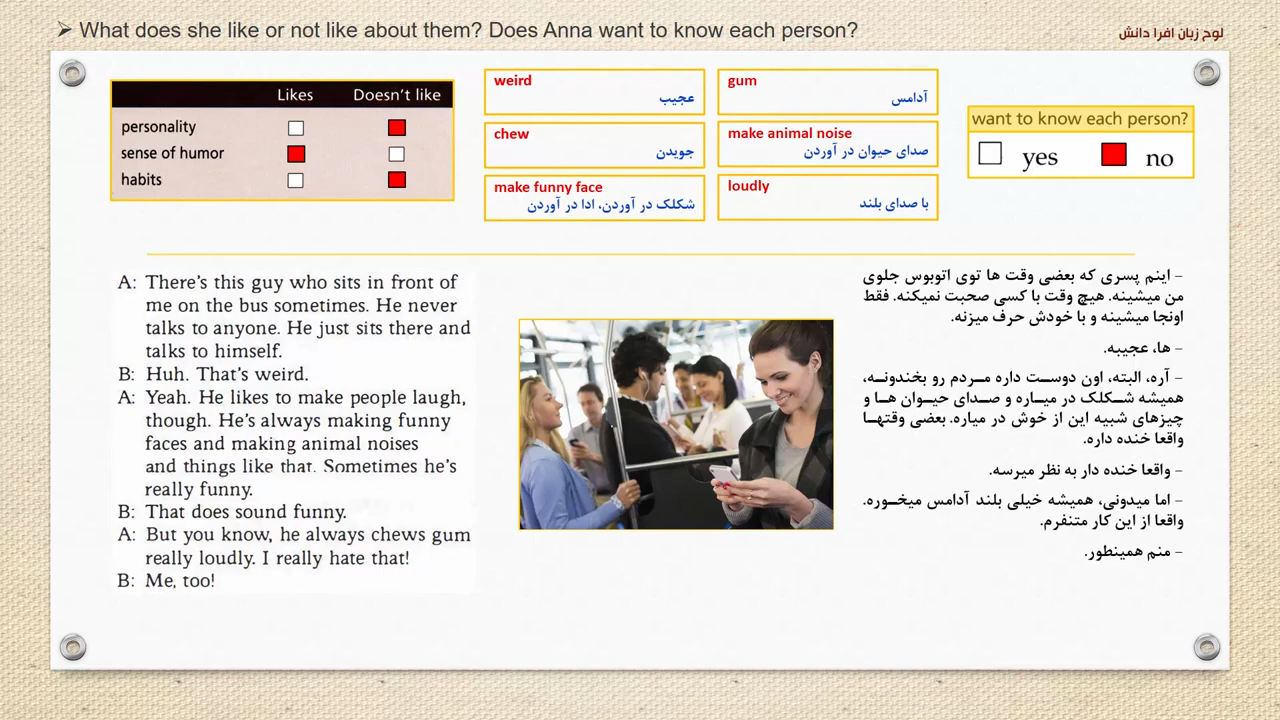 ➢ What does she like or not like about them? Does Anna want to know each person?
لوح زبان افرا دانش
Likes Doesn't like
personality
sense of humor
habits
weird
عجیب
gum
آدامس
chew
جویدن
make animal noise
صدای حیوان در آوردن
make funny face
شکلک در آوردن، ادا در آوردن
loudly
با صدای بلند
want to know each person?
yes no
A: There's this guy who sits in front of
me on the bus sometimes. He never
talks to anyone. He just sits there and
talks to himself.
B: Huh. That's weird.
A: Yeah. He likes to make people laugh,
though. He's always making funny
faces and making animal noises
and things like that. Sometimes he's
really funny.
B: That does sound funny.
A: But you know, he always chews gum
really loudly. I really hate that!
B: Me, too!
- اینم پسری که بعضی وقت ها توی اتوبوس جلوی
من میشینه. هیچ وقت با کسی صحبت نمیکنه. فقط
اونجا میشینه و با خودش حرف میزنه.
- ها، عجیبه.
- آره، البته، اون دوست داره مردم رو بخندونه،
همیشه شکلک در میاره و صدای حیوان ها و
چیزهای شبیه این از خوش در میاره. بعضی وقتها
واقعا خنده داره.
- واقعا خنده دار به نظر میرسه.
- اما میدونی، همیشه خیلی بلند آدامس میخوره.
واقعا از این کار متنفرم.
- منم همینطور.